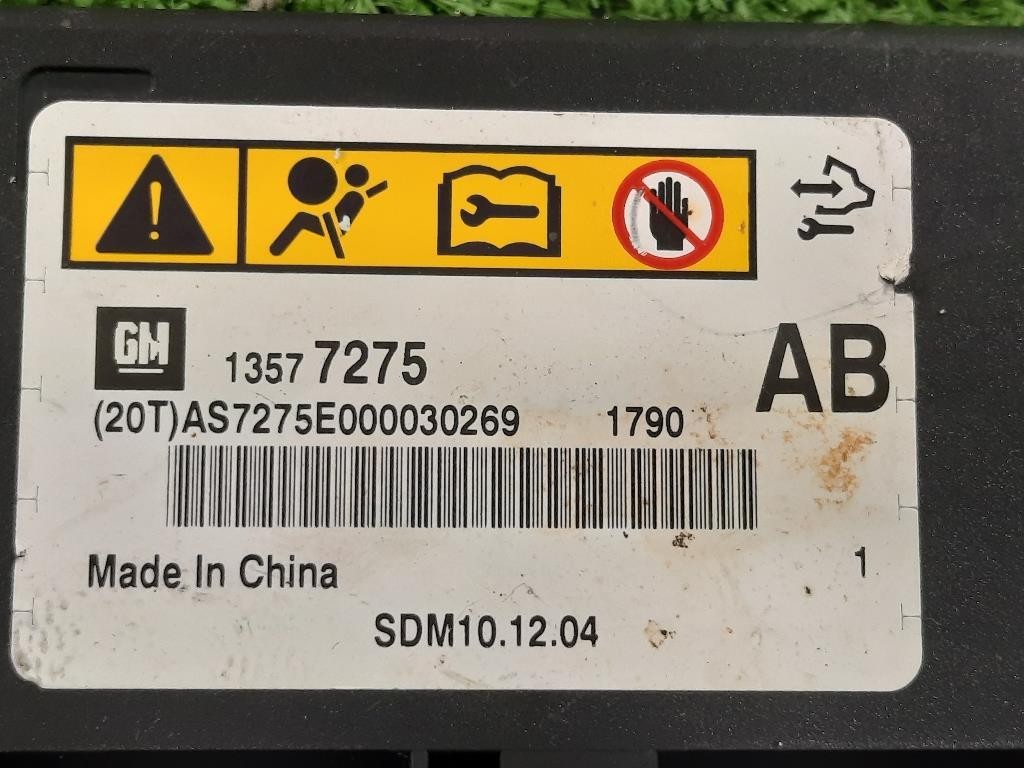 GM 1357 7275 AB
(20T)AS7275E000030269 1790
Made In China 1
SDM10.12.04